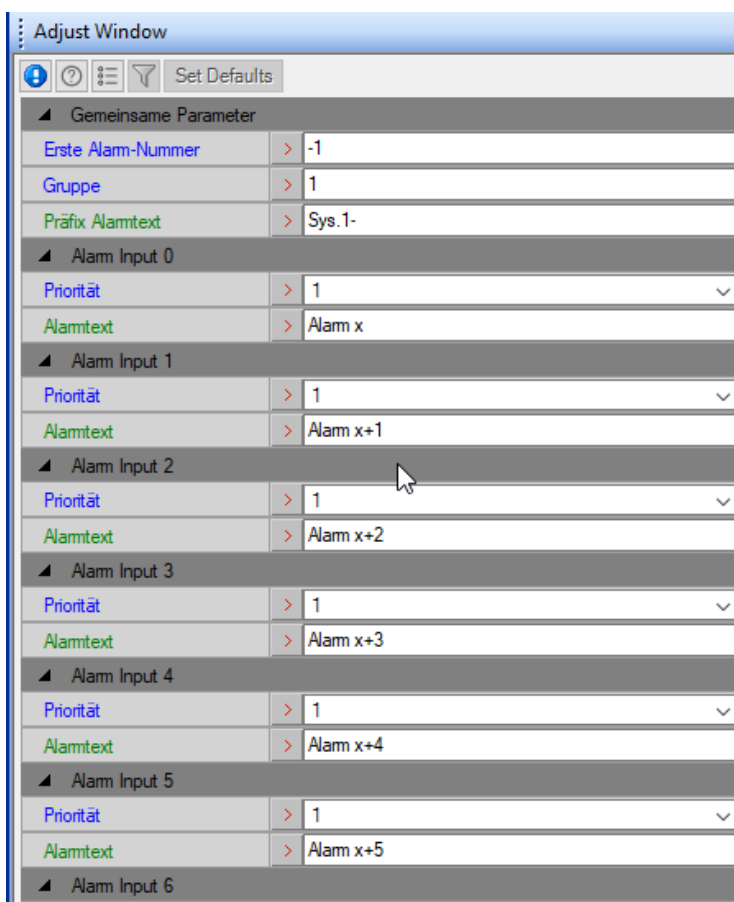 Adjust Window
Set Defaults
Gemeinsame Parameter
Erste Alarm-Nummer > -1
Gruppe > 1
Präfix Alarmtext > Sys.1-
Alarm Input 0
Priorität > 1
Alarmtext > Alarm x
Alarm Input 1
Priorität > 1
Alarmtext > Alarm x+1
Alarm Input 2
Priorität > 1
Alarmtext > Alarm x+2
Alarm Input 3
Priorität > 1
Alarmtext > Alarm x+3
Alarm Input 4
Priorität > 1
Alarmtext > Alarm x+4
Alarm Input 5
Priorität > 1
Alarmtext > Alarm x+5
Alarm Input 6